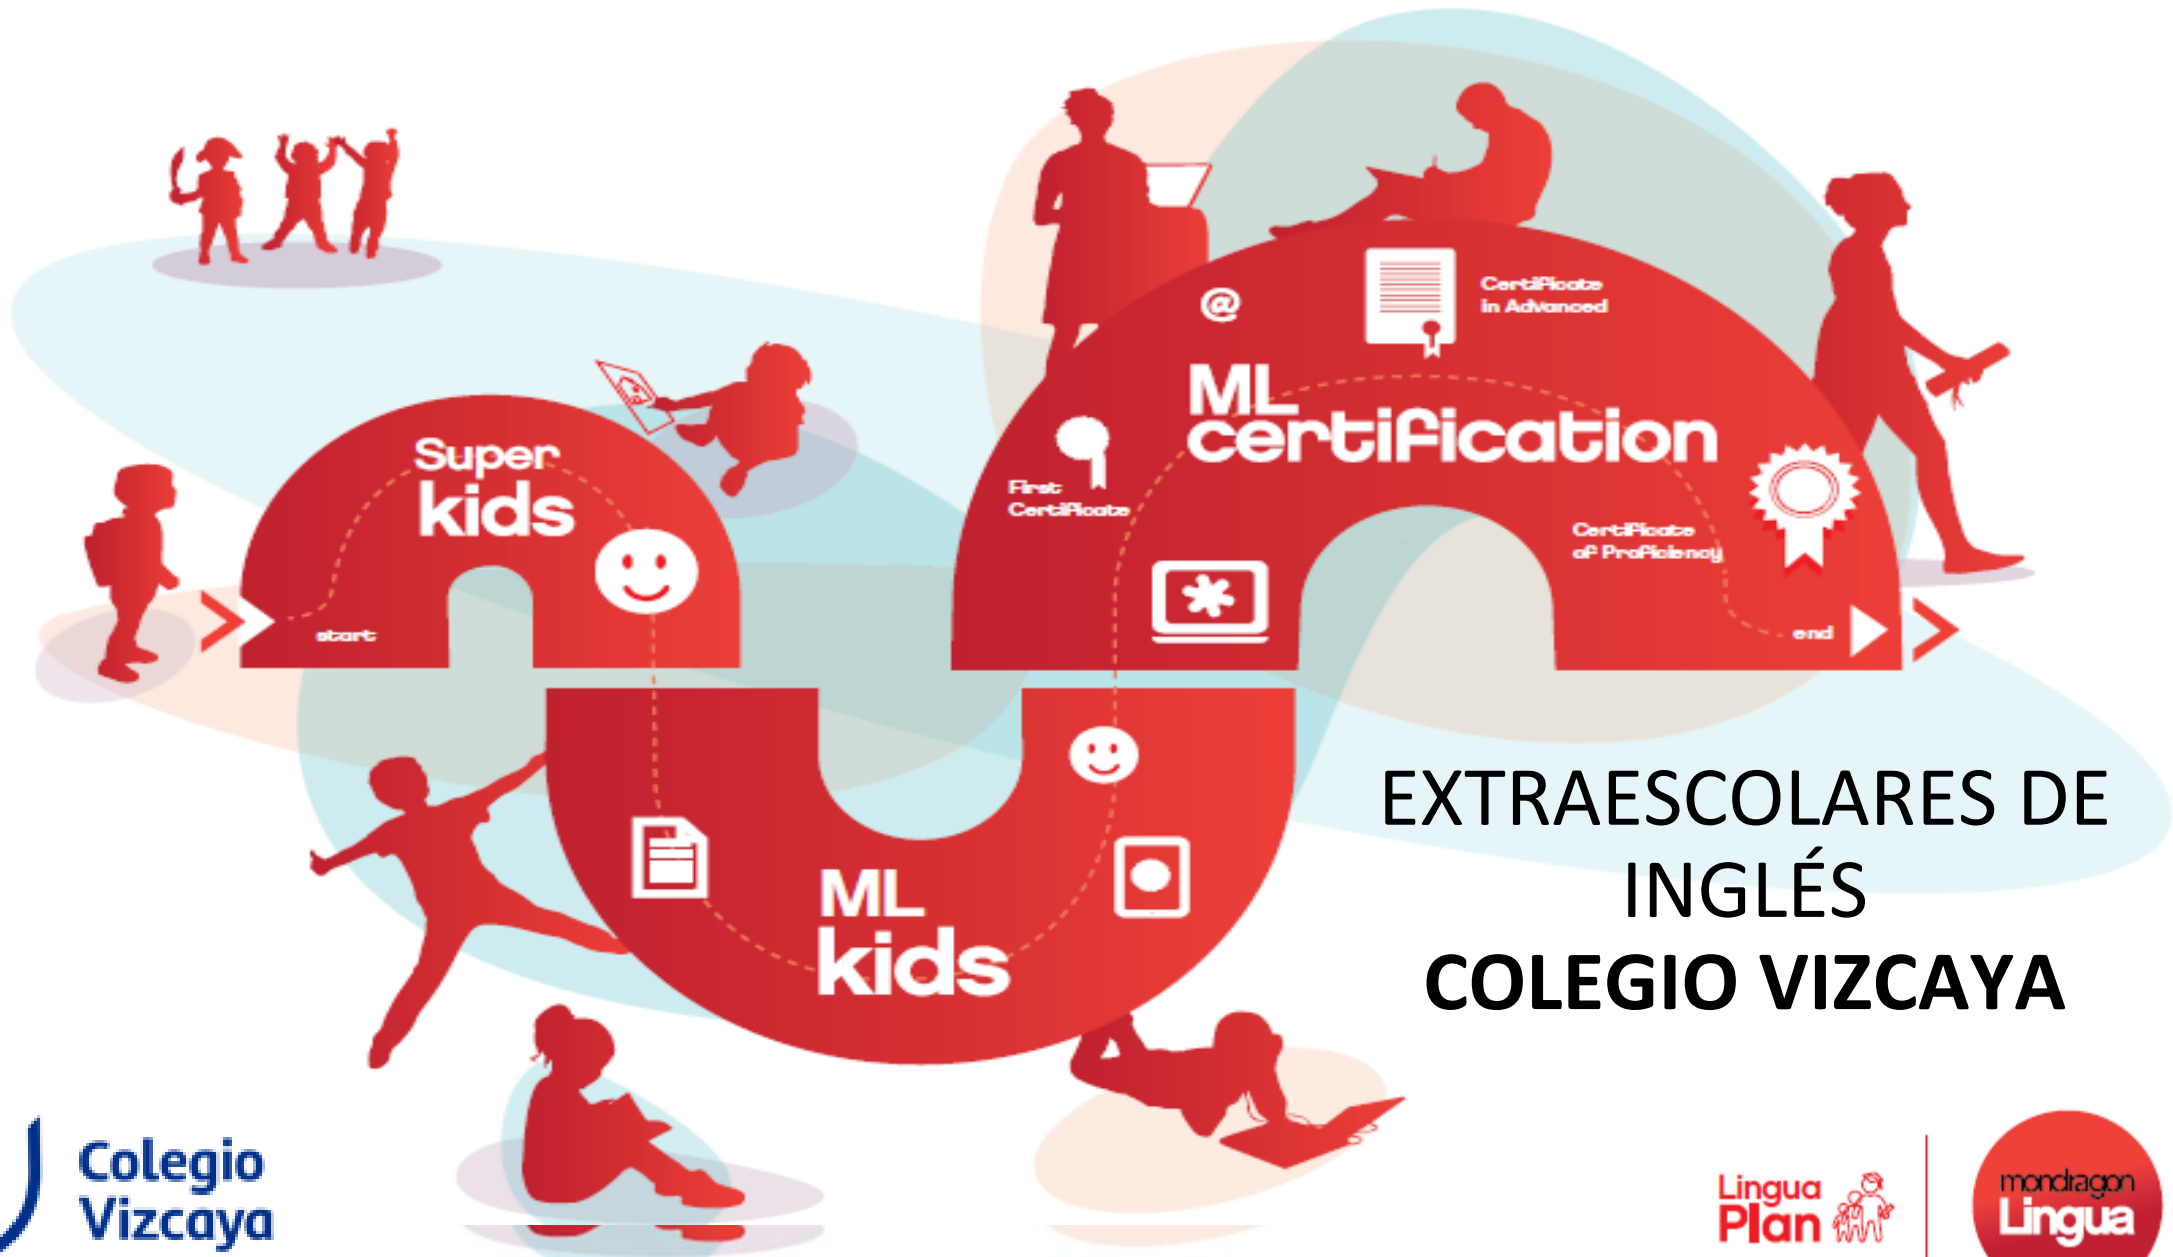 Super
kids
start
ML
kids
ML
certification
First
Certificate
@
Certificate
in Advanced
Certificate
of Proficiency
end
EXTRAESCOLARES DE
INGLÉS
COLEGIO VIZCAYA
Colegio
Vizcaya
Lingua
Plan
mondragon
Lingua